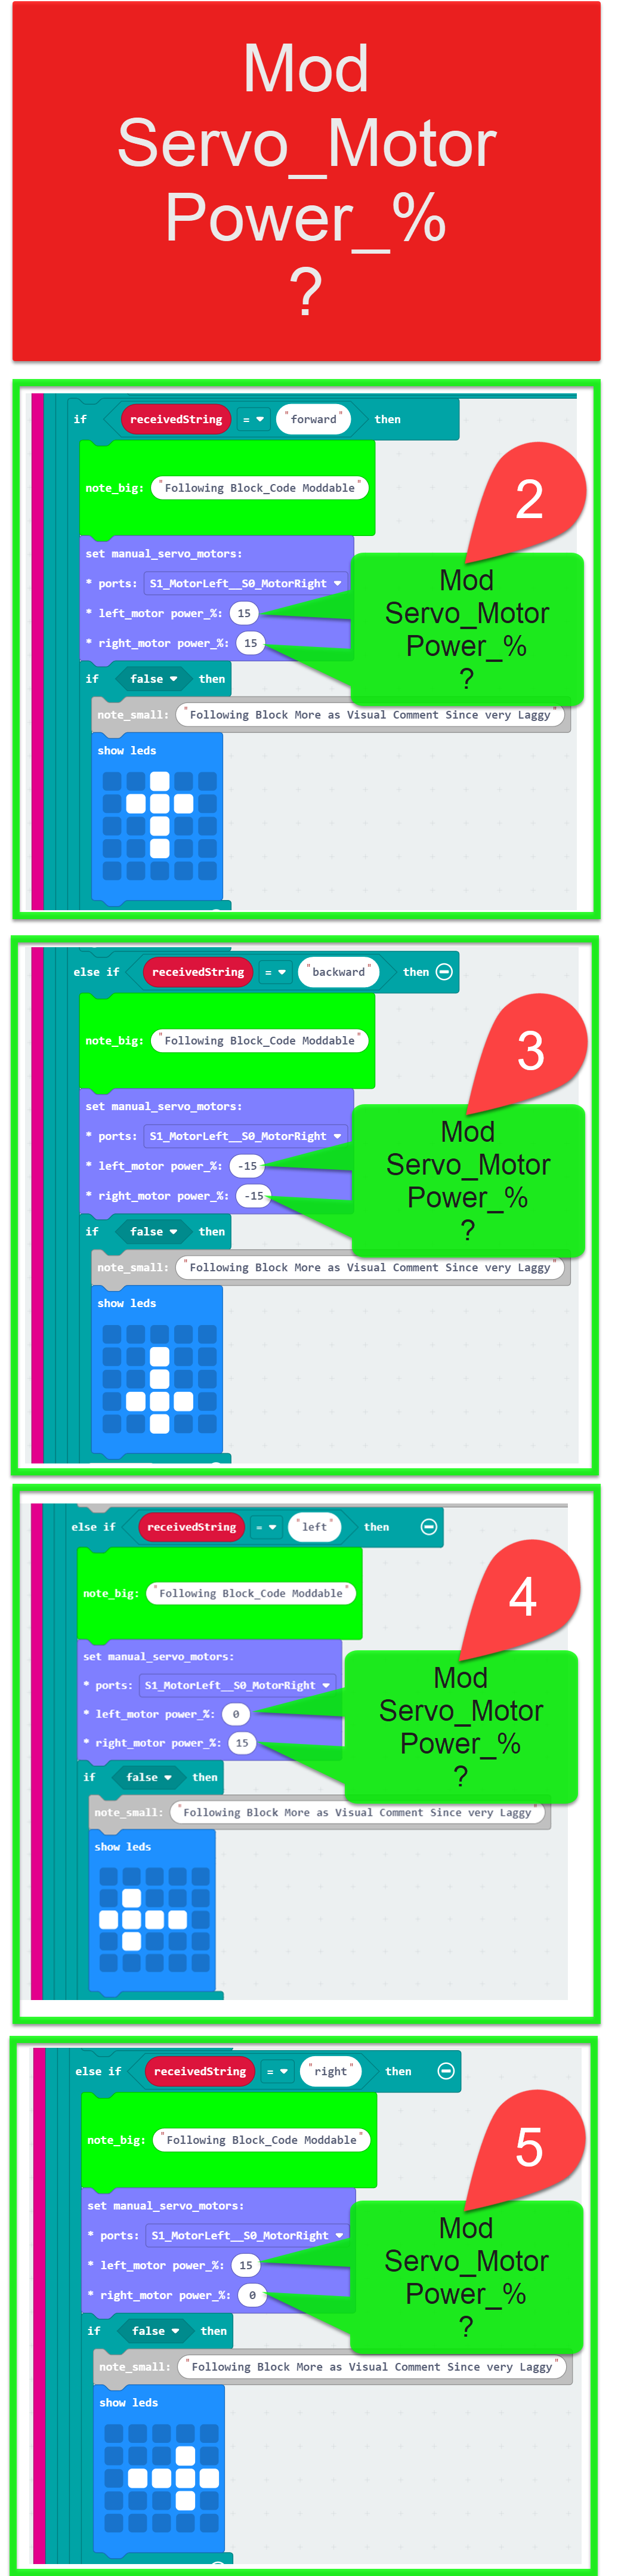 Mod
Servo_Motor
Power_%
?
if receivedString = "forward" then
note_big: "Following Block_Code Moddable"
set manual_servo_motors:
* ports: S1_MotorLeft__S0_MotorRight
* left_motor power_%: 15
* right_motor power_%: 15
2
Mod
Servo_Motor
Power_%
?
if false then
note_small: "Following Block More as Visual Comment Since very Laggy"
show leds
else if receivedString = "backward" then
note_big: "Following Block_Code Moddable"
set manual_servo_motors:
* ports: S1_MotorLeft__S0_MotorRight
* left_motor power_%: -15
* right_motor power_%: -15
3
Mod
Servo_Motor
Power_%
?
if false then
note_small: "Following Block More as Visual Comment Since very Laggy"
show leds
else if receivedString = "left" then
note_big: "Following Block_Code Moddable"
set manual_servo_motors:
* ports: S1_MotorLeft__S0_MotorRight
* left_motor power_%: 0
* right_motor power_%: 15
4
Mod
Servo_Motor
Power_%
?
if false then
note_small: "Following Block More as Visual Comment Since very Laggy"
show leds
else if receivedString = "right" then
note_big: "Following Block_Code Moddable"
set manual_servo_motors:
* ports: S1_MotorLeft__S0_MotorRight
* left_motor power_%: 15
* right_motor power_%: 0
5
Mod
Servo_Motor
Power_%
?
if false then
note_small: "Following Block More as Visual Comment Since very Laggy"
show leds